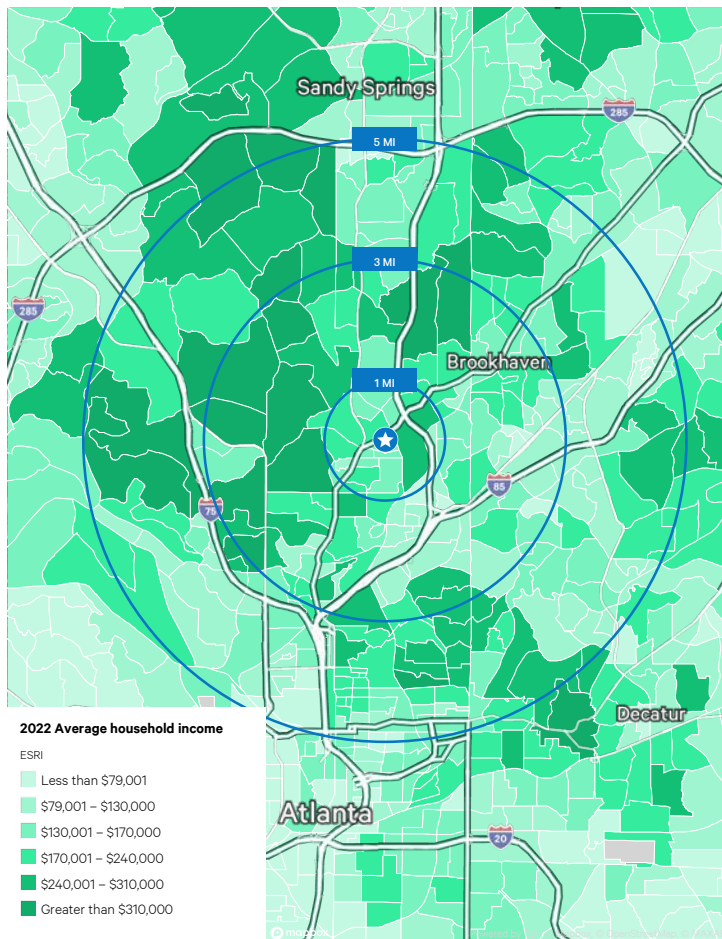 Sandy Springs
285
5 MI
3 MI
285
Brookhaven
1 MI
85
75
Decatur
2022 Average household income
ESRI
Less than $79,001
$79,001 – $130,000
$130,001 – $170,000
$170,001 – $240,000
$240,001 – $310,000
Greater than $310,000
Atlanta
20
mapbox